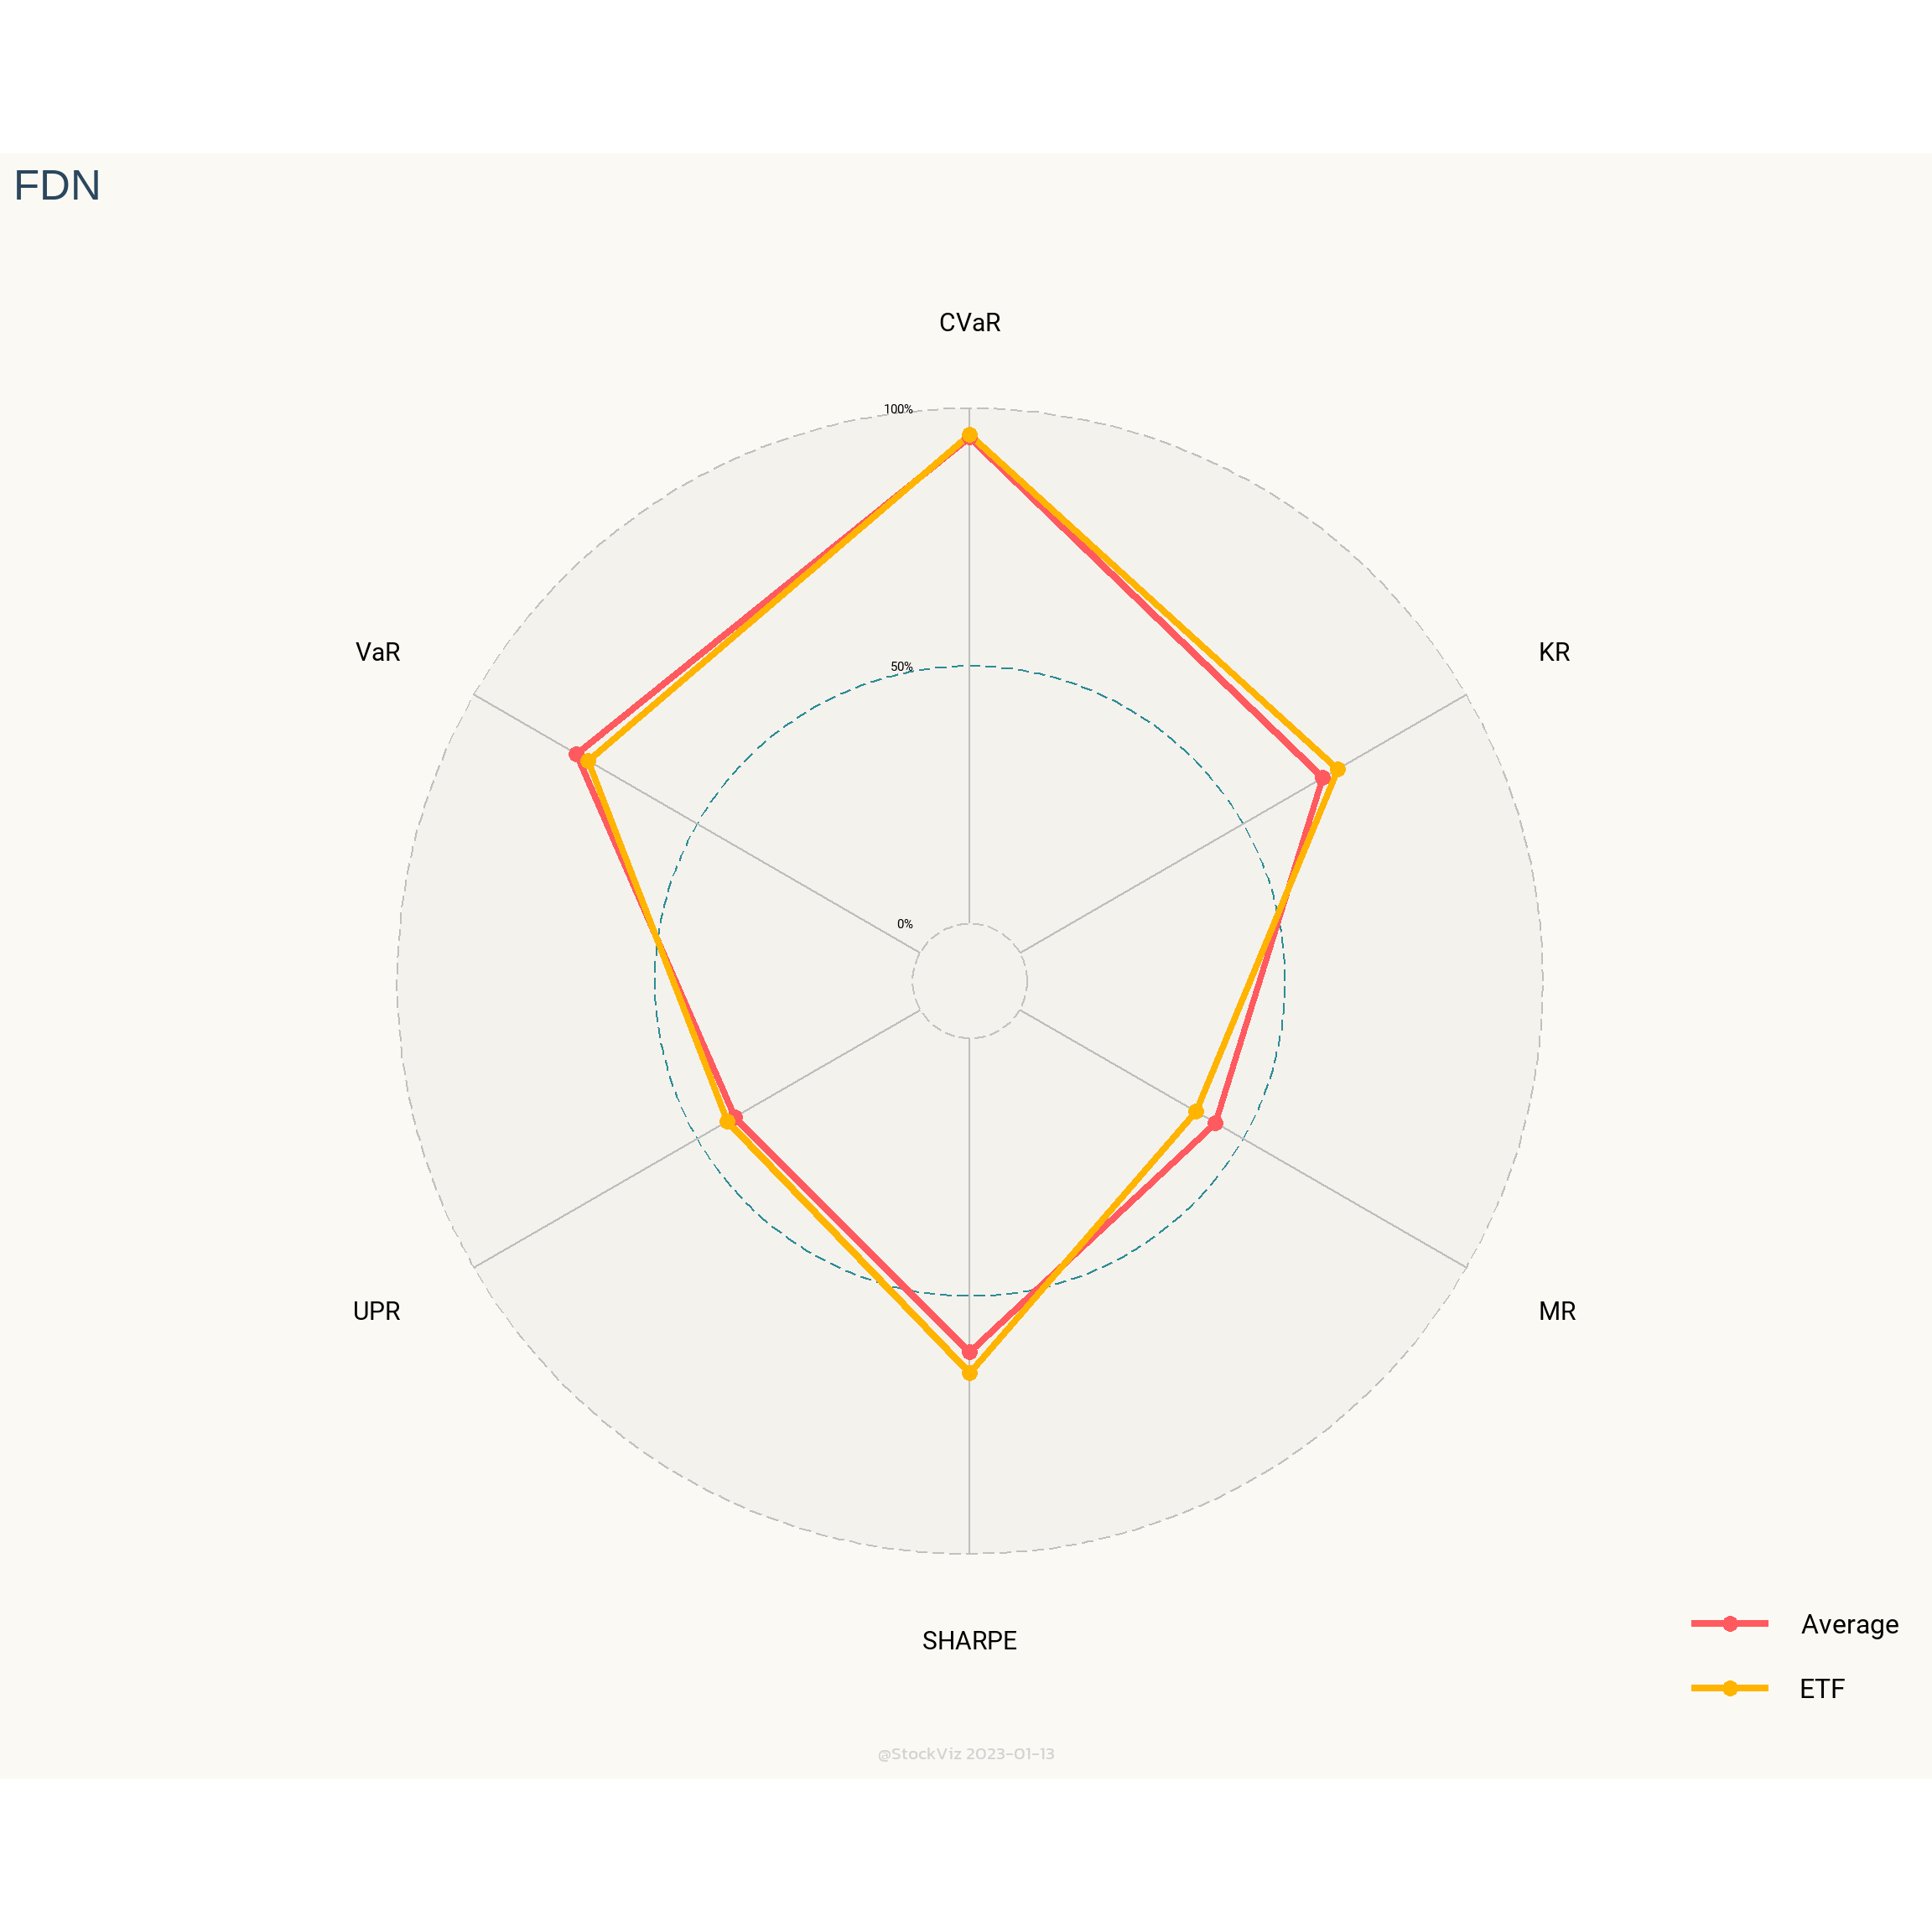 FDN
CVaR
100%
VaR
KR
50%
0%
UPR
MR
SHARPE
Average
ETF
@StockViz 2023-01-13